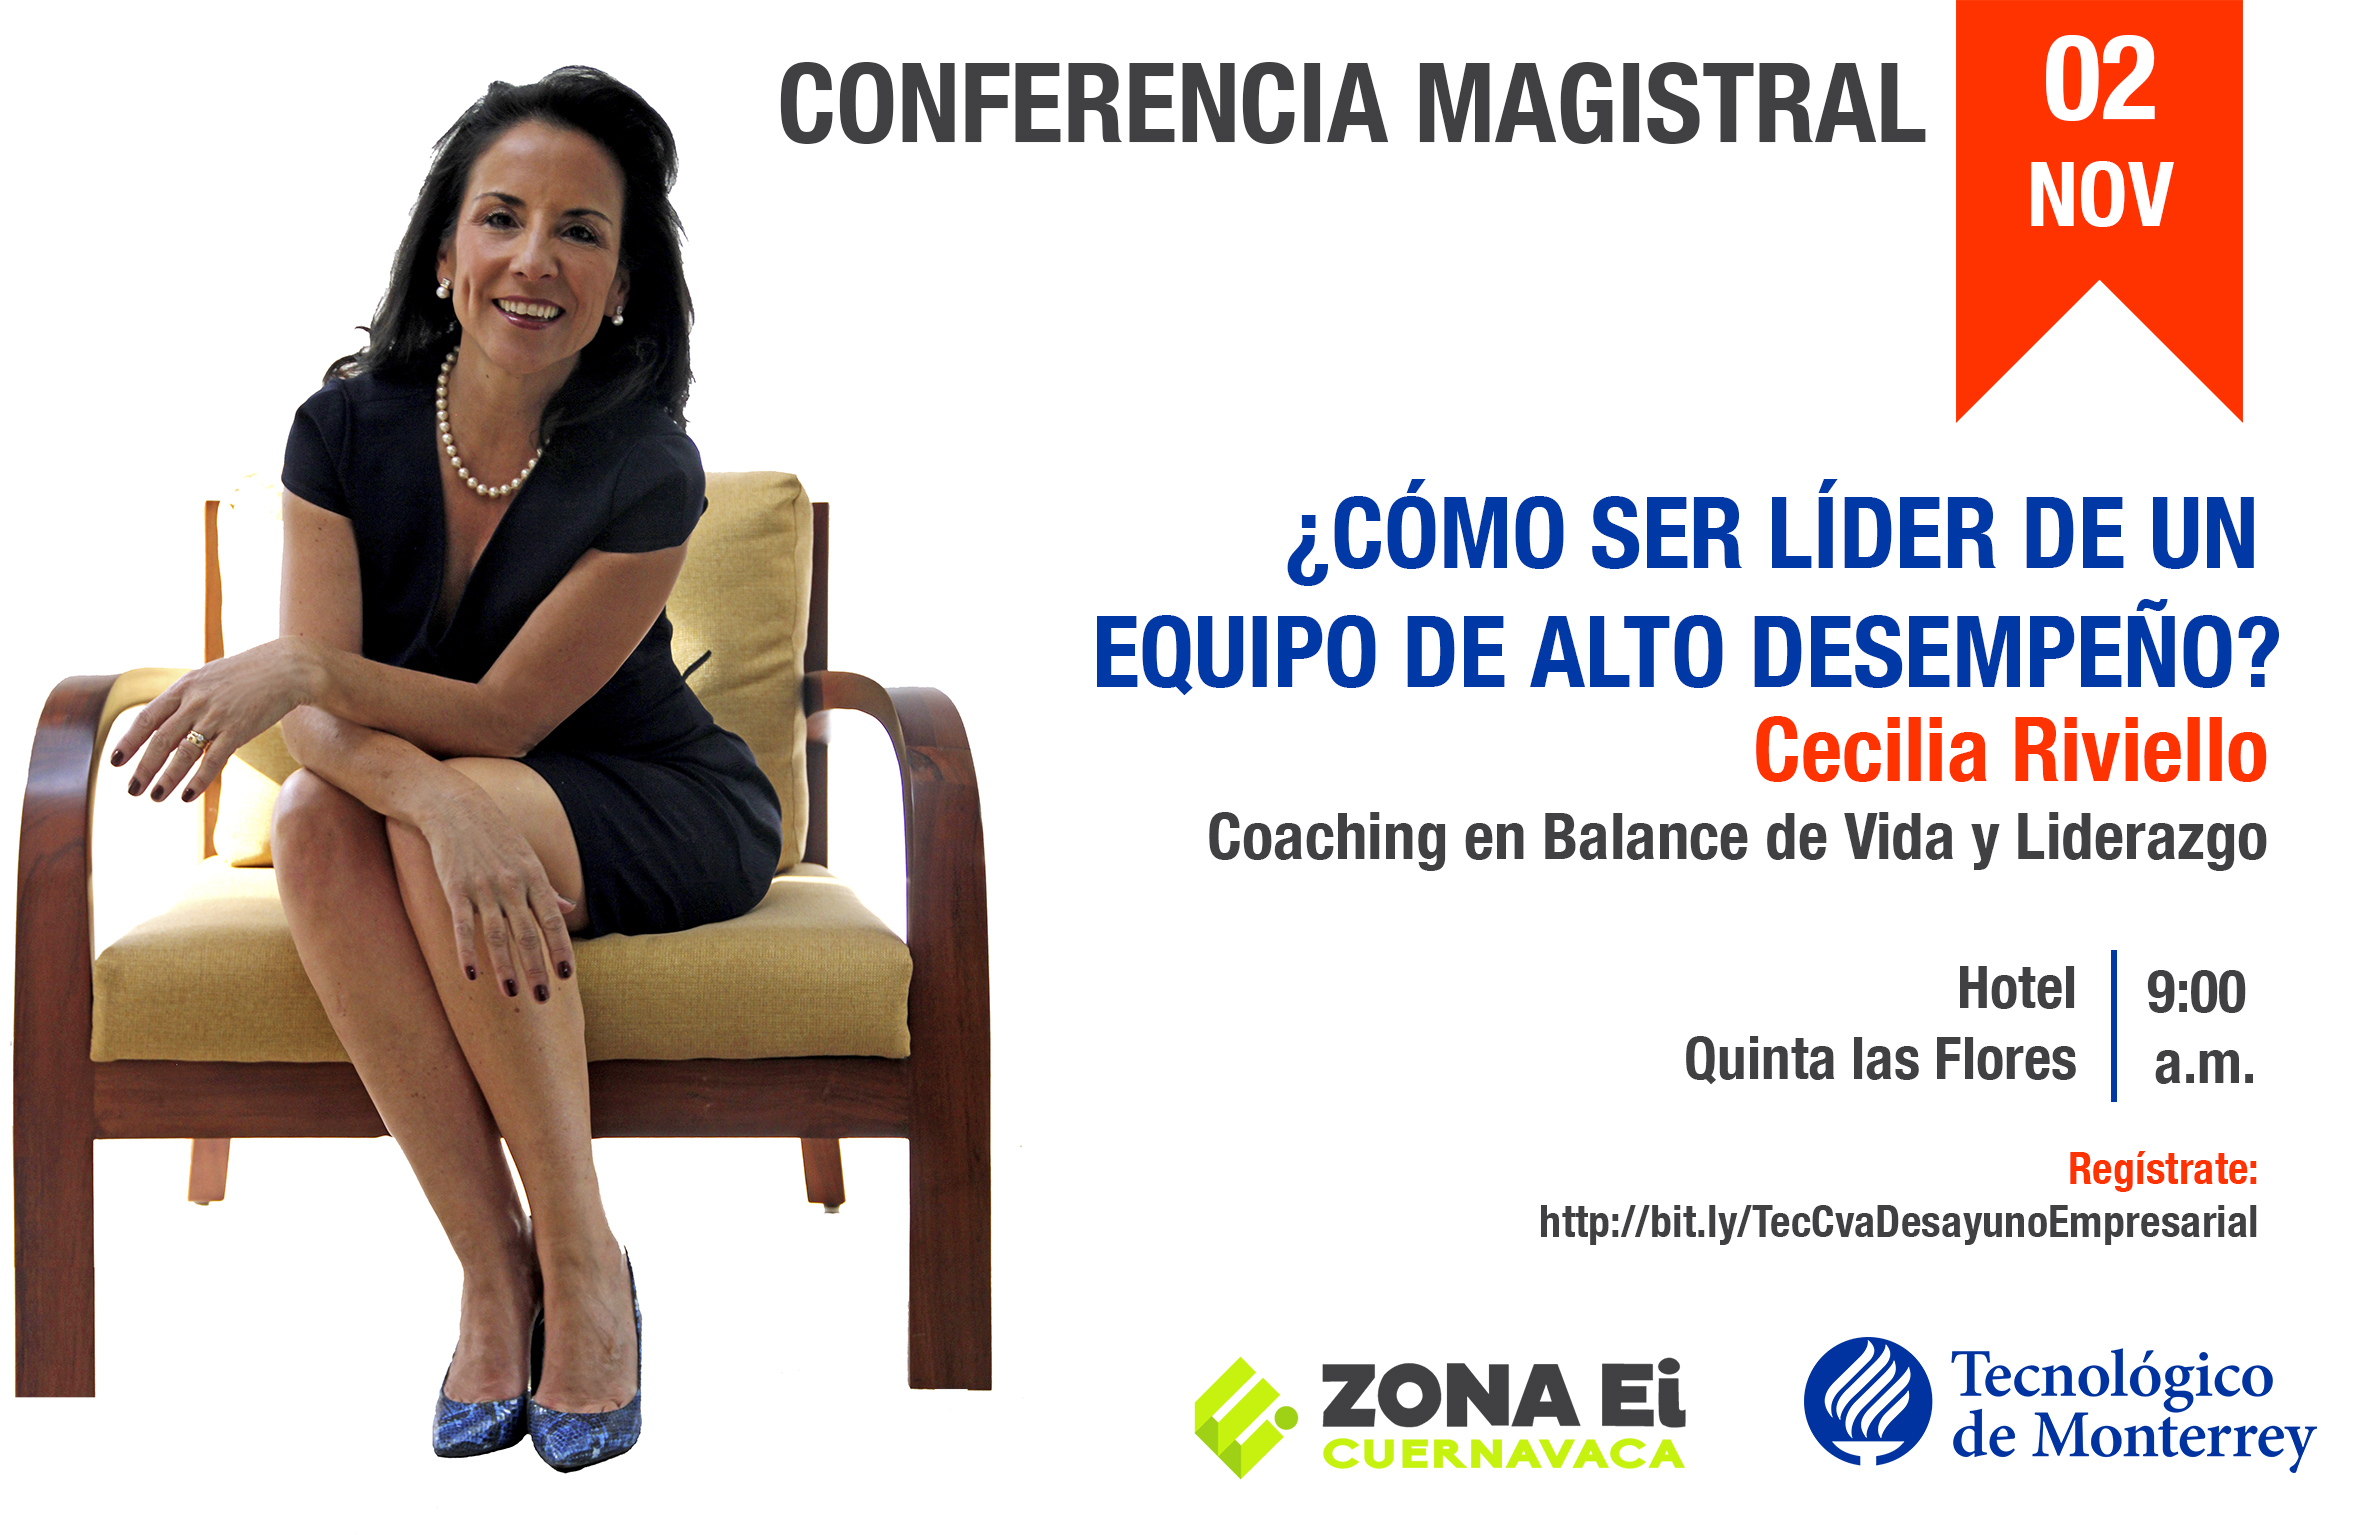 CONFERENCIA MAGISTRAL
02
NOV
¿CÓMO SER LÍDER DE UN
EQUIPO DE ALTO DESEMPEÑO?
Cecilia Riviello
Coaching en Balance de Vida y Liderazgo
Hotel
Quinta las Flores
9:00
a.m.
Regístrate:
http://bit.ly/TecCvaDesayunoEmpresarial
ZONA Ei
CUERNAVACA
Tecnológico
de Monterrey